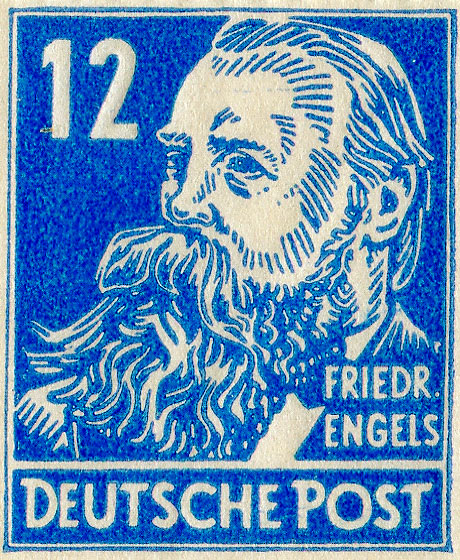 12
FRIEDR.
ENGELS
DEUTSCHE POST